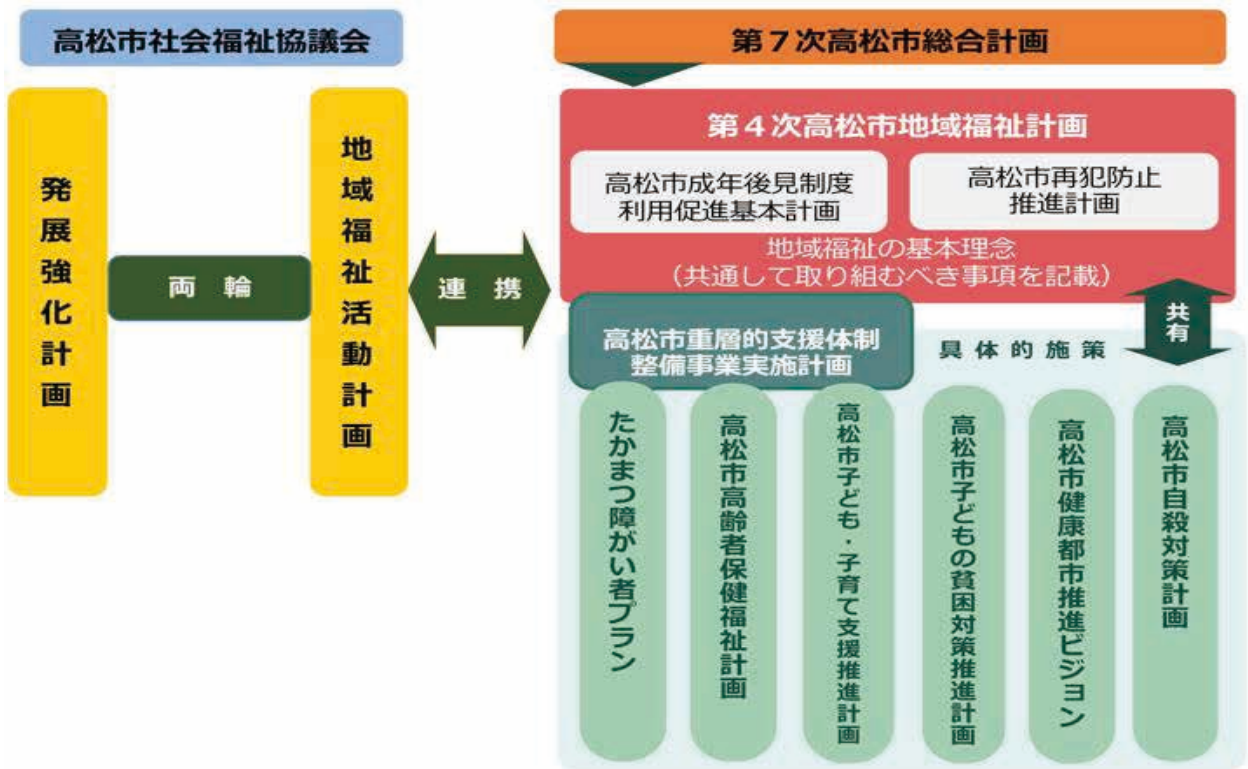 高松市社会福祉協議会
発展強化計画
両輪
地域福祉活動計画
連携
第7次高松市総合計画
第4次高松市地域福祉計画
高松市成年後見制度
利用促進基本計画
高松市再犯防止
推進計画
地域福祉の基本理念
(共通して取り組むべき事項を記載)
共有
高松市重層的支援体制
整備事業実施計画
具体的施策
たかまつ障がい者プラン
高松市高齢者保健福祉計画
高松市子ども・子育て支援推進計画
高松市子どもの貧困対策推進計画
高松市健康都市推進ビジョン
高松市自殺対策計画